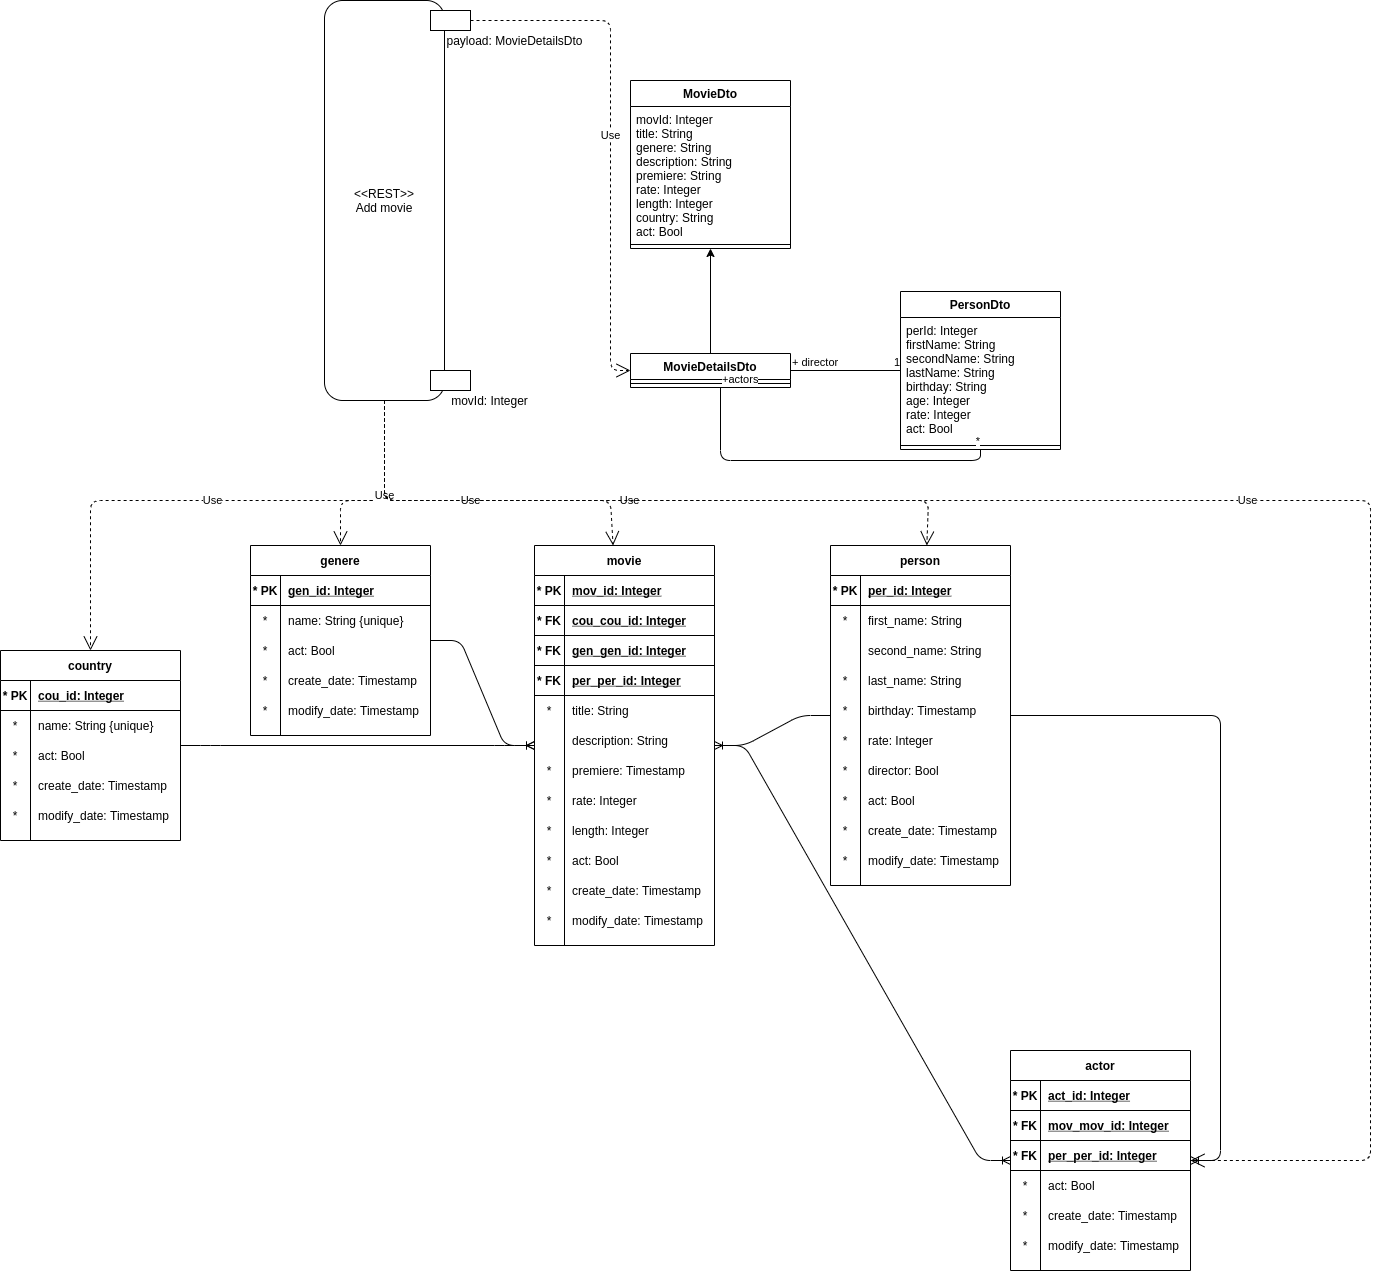 payload: MovieDetailsDto
<<REST>>
Add movie
movId: Integer
Use
MovieDto
movId: Integer
title: String
genere: String
description: String
premiere: String
rate: Integer
length: Integer
country: String
act: Bool
MovieDetailsDto
+actors
+ director
1
PersonDto
perId: Integer
firstName: String
secondName: String
lastName: String
birthday: String
age: Integer
rate: Integer
act: Bool
*
Use
Use
Use
Use
Use
country
* PK cou_id: Integer
* name: String {unique}
* act: Bool
* create_date: Timestamp
* modify_date: Timestamp
genere
* PK gen_id: Integer
* name: String {unique}
* act: Bool
* create_date: Timestamp
* modify_date: Timestamp
movie
* PK mov_id: Integer
* FK cou_cou_id: Integer
* FK gen_gen_id: Integer
* FK per_per_id: Integer
* title: String
description: String
* premiere: Timestamp
* rate: Integer
* length: Integer
* act: Bool
* create_date: Timestamp
* modify_date: Timestamp
person
* PK per_id: Integer
* first_name: String
second_name: String
* last_name: String
* birthday: Timestamp
* rate: Integer
* director: Bool
* act: Bool
* create_date: Timestamp
* modify_date: Timestamp
actor
* PK act_id: Integer
* FK mov_mov_id: Integer
* FK per_per_id: Integer
* act: Bool
* create_date: Timestamp
* modify_date: Timestamp